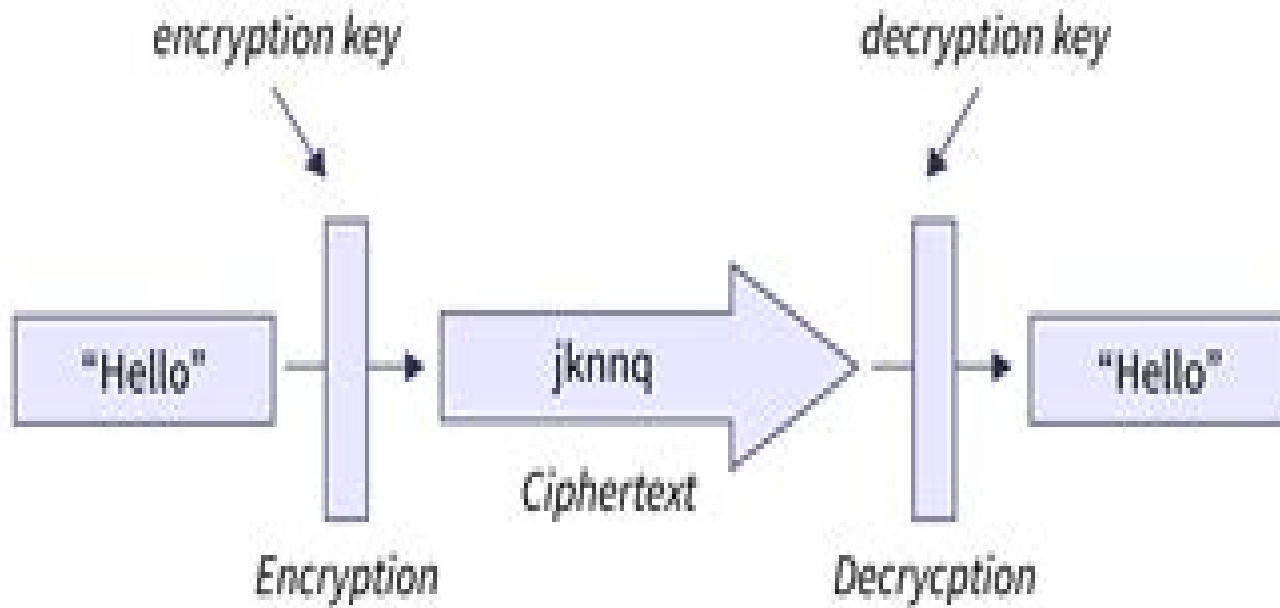 encryption key
decryption key
“Hello”
jknnq
“Hello”
Ciphertext
Encryption
Decrycption